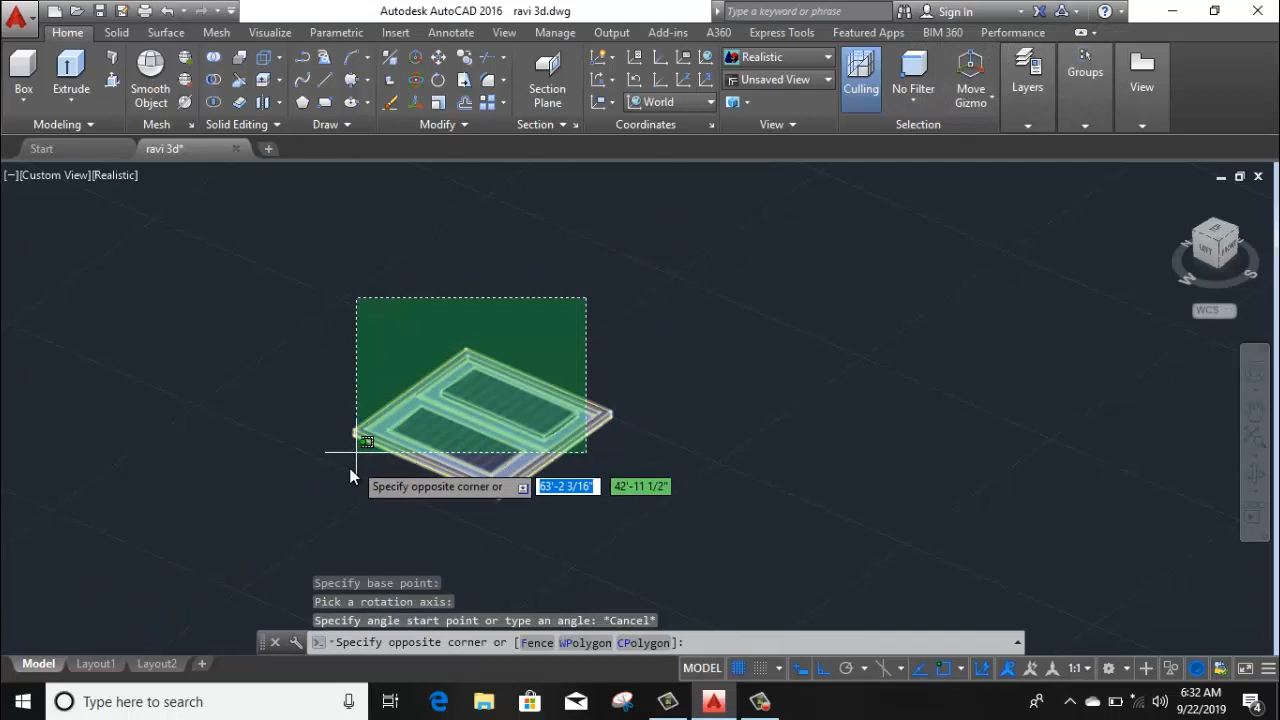 Autodesk AutoCAD 2016 ravi 3d.dwg
Type a keyword or phrase
Sign In
Home Solid Surface Mesh Visualize Parametric Insert Annotate View Manage Output Add-ins A360 Express Tools Featured Apps BIM 360 Performance
Realistic
Unsaved View
World
Box
Extrude
Smooth
Object
Section
Plane
Culling
No Filter
Move
Gizmo
Layers
Groups
View
Modeling
Mesh
Solid Editing
Draw
Modify
Section
Coordinates
View
Selection
Start
ravi 3d*
[−][Custom View][Realistic]
LEFT
W
S
WCS
Specify opposite corner or
63'-2 3/16"
42'-11 1/2"
Specify base point:
Pick a rotation axis:
Specify angle start point or type an angle: *Cancel*
Specify opposite corner or [Fence WPolygon CPolygon]:
Model Layout1 Layout2
MODEL
1:1
Type here to search
6:32 AM
9/22/2019
4